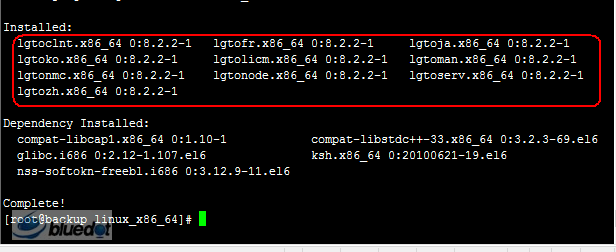 Installed:
lgtoclnt.x86_64 0:8.2.2-1 lgtofr.x86_64 0:8.2.2-1 lgtoja.x86_64 0:8.2.2-1
lgtoko.x86_64 0:8.2.2-1 lgtolicm.x86_64 0:8.2.2-1 lgtoman.x86_64 0:8.2.2-1
lgtonmc.x86_64 0:8.2.2-1 lgtonode.x86_64 0:8.2.2-1 lgtoserv.x86_64 0:8.2.2-1
lgtozh.x86_64 0:8.2.2-1
Dependency Installed:
compat-libcap1.x86_64 0:1.10-1 compat-libstdc++-33.x86_64 0:3.2.3-69.el6
glibc.i686 0:2.12-1.107.el6 ksh.x86_64 0:20100621-19.el6
nss-softokn-freebl.i686 0:3.12.9-11.el6
Complete!
[root@backup linux_x86_64]#
bluedot